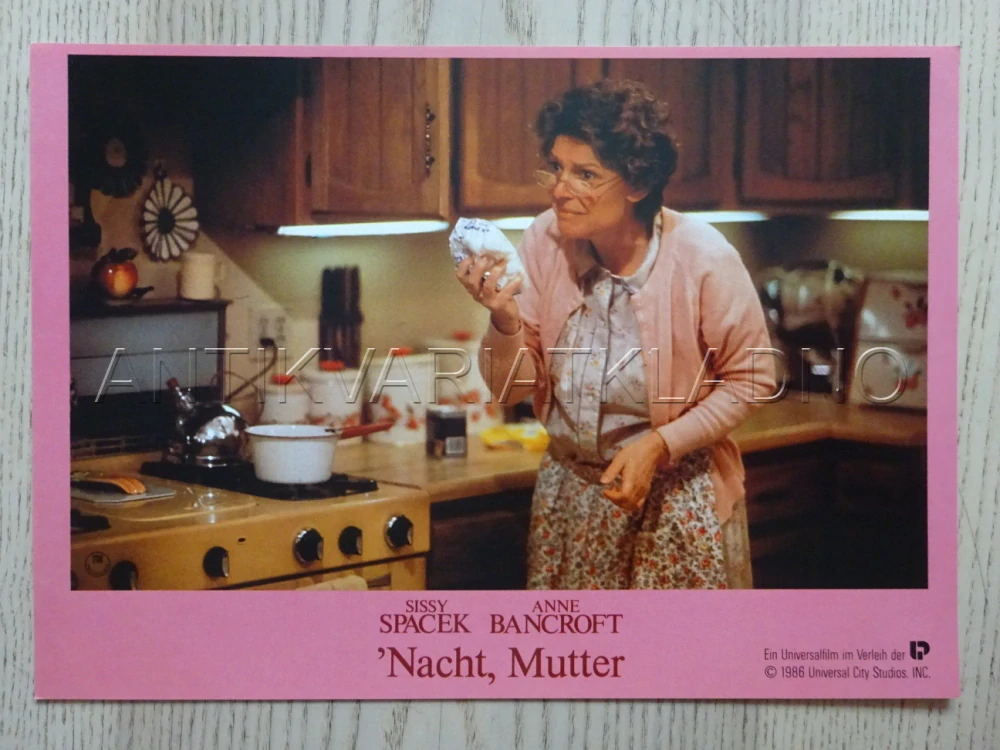 ANTIKVARIATKLADNO
SISSY ANNE
SPACEK BANCROFT
'Nacht, Mutter
Ein Universalfilm im Verleih der
© 1986 Universal City Studios. INC.